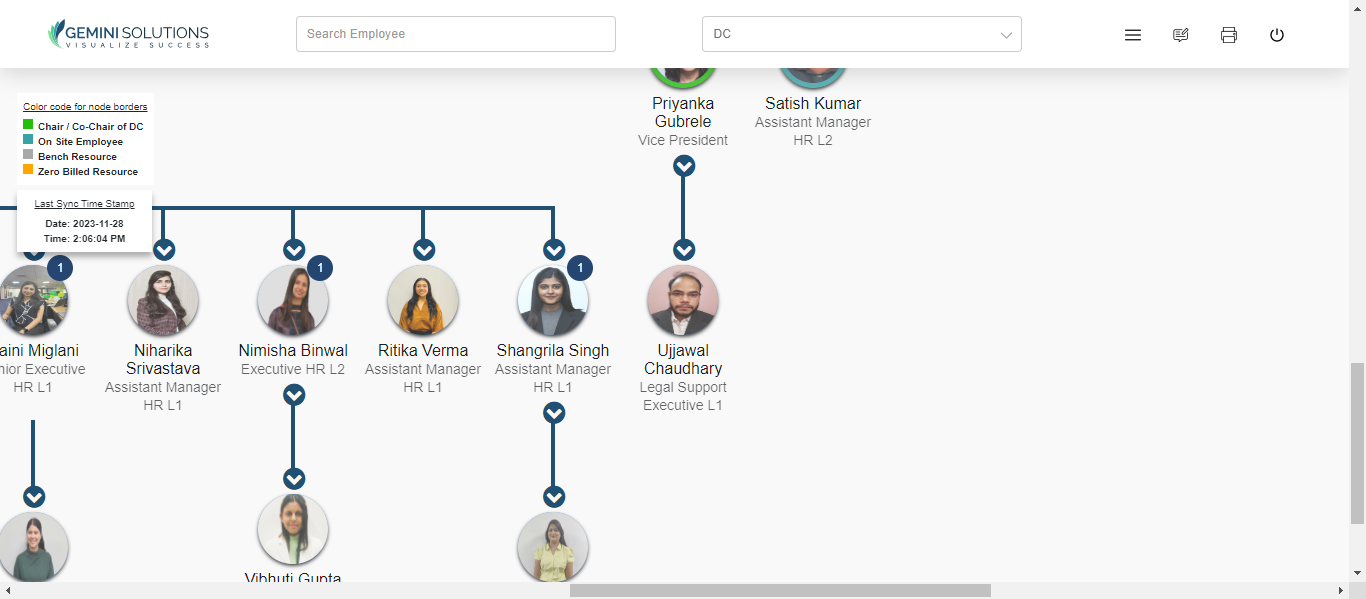 GEMINI SOLUTIONS
VISUALIZE SUCCESS
Search Employee
DC
Color code for node borders
Chair / Co-Chair of DC
On Site Employee
Bench Resource
Zero Billed Resource
Last Sync Time Stamp
Date: 2023-11-28
Time: 2:06:04 PM
Priyanka
Gubrele
Vice President
Satish Kumar
Assistant Manager
HR L2
1
aini Miglani
nior Executive
HR L1
Niharika
Srivastava
Assistant Manager
HR L1
1
Nimisha Binwal
Executive HR L2
Ritika Verma
Assistant Manager
HR L1
1
Shangrila Singh
Assistant Manager
HR L1
Ujjawal
Chaudhary
Legal Support
Executive L1
Vibhuti Gupta